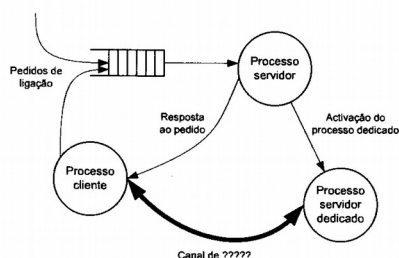 Pedidos de
ligação
Processo
servidor
Resposta
ao pedido
Activação do
processo dedicado
Processo
cliente
Processo
servidor
dedicado
Canal de ?????